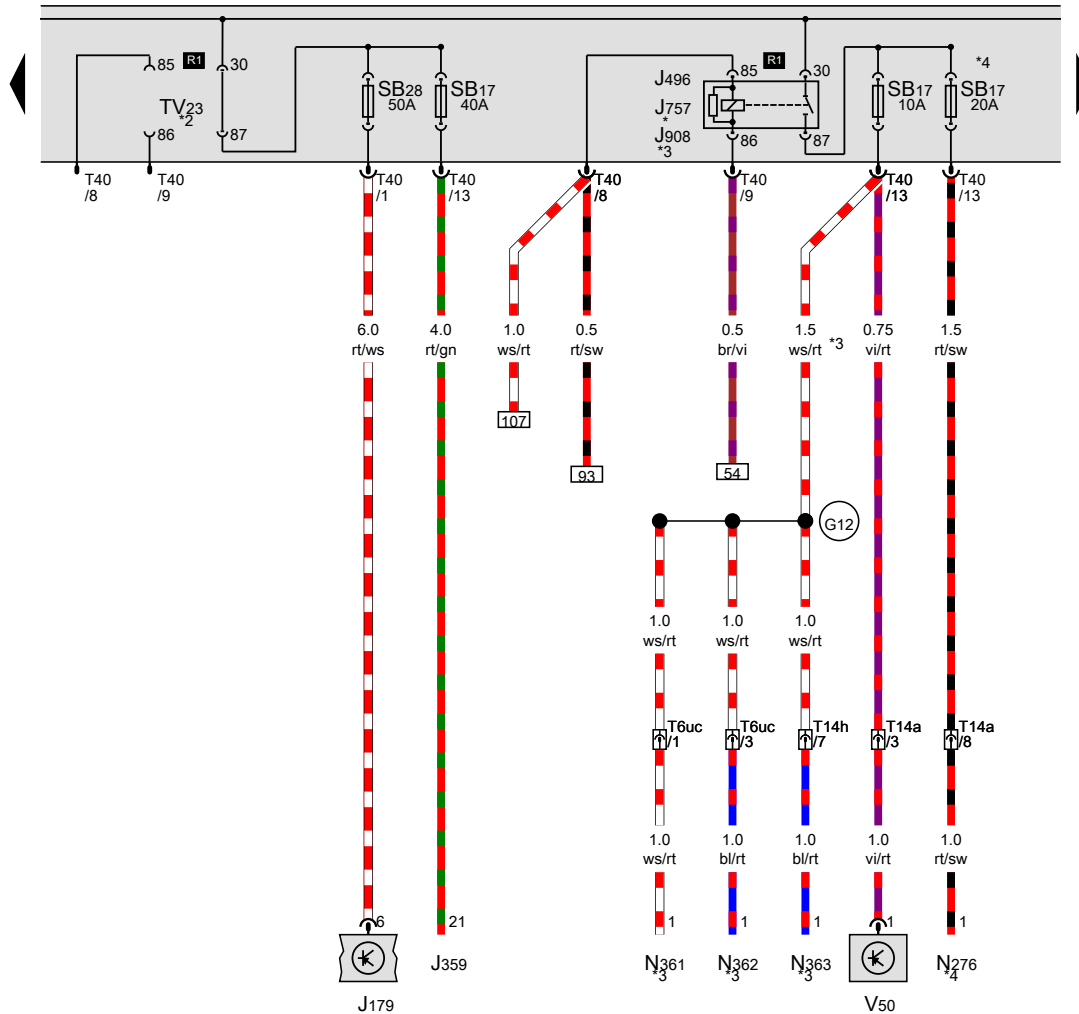 85 R1 30
TV23
*2
86 87
SB28
50A
SB17
40A
J496
J757
*
J908
*3
85 R1 30
86 87
SB17
10A
*4
SB17
20A
T40
/8
T40
/9
T40
/1
T40
/13
T40
/8
T40
/9
T40
/13
T40
/13
6.0
rt/ws
4.0
rt/gn
1.0
ws/rt
0.5
rt/sw
0.5
br/vi
1.5
ws/rt *3
0.75
vi/rt
1.5
rt/sw
107
93
54
G12
1.0
ws/rt
1.0
ws/rt
1.0
ws/rt
T6uc
/1
T6uc
/3
T14h
/7
T14a
/3
T14a
/8
1.0
ws/rt
1.0
bl/rt
1.0
bl/rt
1.0
vi/rt
1.0
rt/sw
6 21 1 1 1 1 1
J179
J359
N361
*3
N362
*3
N363
*3
V50
N276
*4